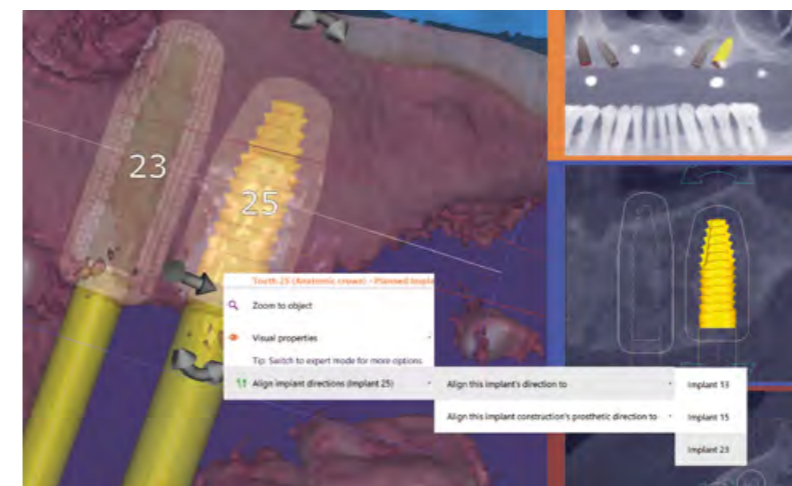 23
25
Tooth 25 (Anatomic crown) - Planned
Zoom to object
Visual properties
Tip: Switch to expert mode for more options
Align implant directions (Implant 25)
Align this implant's direction to
Align this implant construction's prosthetic direction to
Implant 13
Implant 15
Implant 23